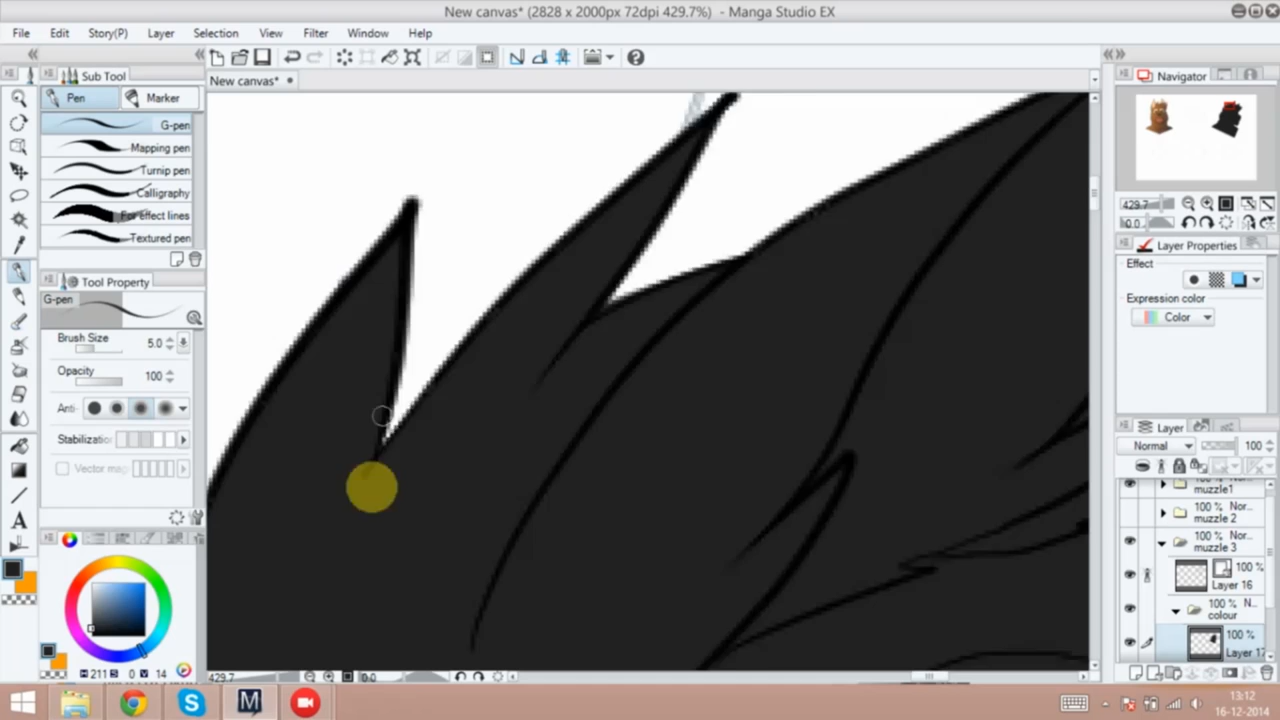 New canvas* (2828 x 2000px 72dpi 429.7%) - Manga Studio EX
File Edit Story(P) Layer Selection View Filter Window Help
Sub Tool
New canvas*
Pen Marker
G-pen
Mapping pen
Turnip pen
Calligraphy
For effect lines
Textured pen
Tool Property
G-pen
Brush Size 5.0
Opacity 100
Anti-
Stabilizatio
Vector mag
H 211 S 0 V 14
429.7 0.0
Navigator
429.7
0.0
Layer Properties
Effect
Expression color
Color
Layer
Normal 100
100 % Nor...
muzzle1
100 % Nor...
muzzle 2
100 % Nor...
muzzle 3
100 %
Layer 16
100 % N...
colour
100 %
Layer 17
A
M
13:12
16-12-2014